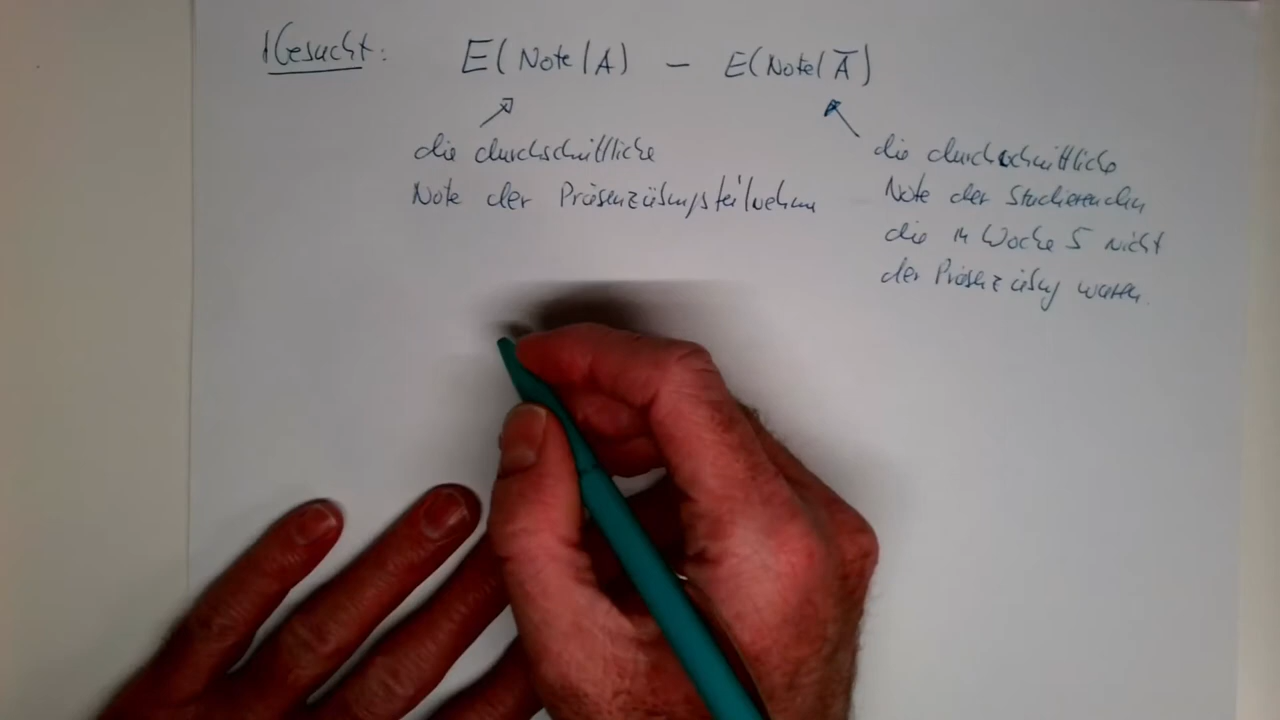 Gesucht: E(Note|A) - E(Note|A̅)
die durchschnittliche
Note der Präsenzübungsteilnehmer
die durchschnittliche
Note der Studierenden
die in Woche 5 nicht
der Präsenzübung waren.